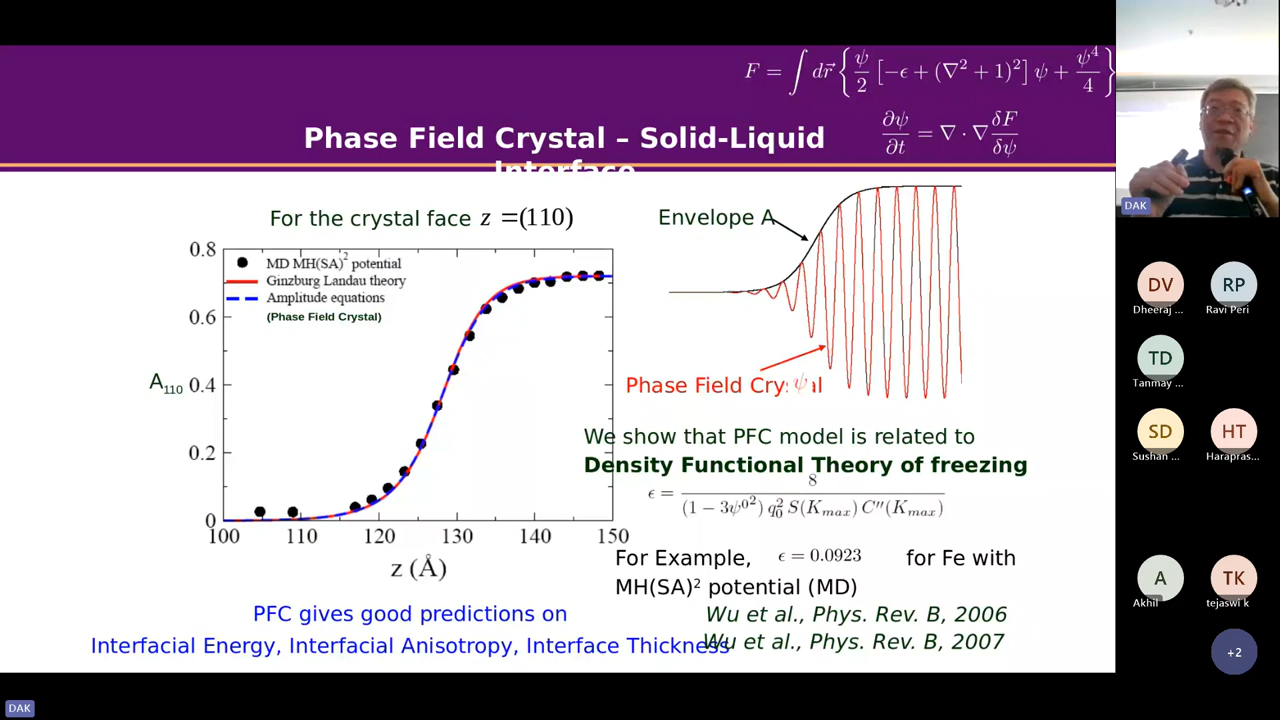 F = ∫ dr⃗ { ψ/2 [−ϵ + (∇² + 1)²] ψ + ψ⁴/4 }
∂ψ/∂t = ∇ · ∇ δF/δψ
Phase Field Crystal – Solid-Liquid
Interface
For the crystal face z =(110)
0.8
0.6
0.4
0.2
0
A110
MD MH(SA)² potential
Ginzburg Landau theory
Amplitude equations
(Phase Field Crystal)
100 110 120 130 140 150
z (Å)
Envelope A
Phase Field Crystal
ψ
We show that PFC model is related to
Density Functional Theory of freezing
ϵ = 8 / (1 − 3ψ⁰²) q₀² S(Kmax) C′′(Kmax)
For Example, ϵ = 0.0923 for Fe with
MH(SA)² potential (MD)
PFC gives good predictions on
Interfacial Energy, Interfacial Anisotropy, Interface Thickness
Wu et al., Phys. Rev. B, 2006
Wu et al., Phys. Rev. B, 2007
DAK
DV
Dheeraj ...
RP
Ravi Peri
TD
Tanmay ...
SD
Sushan ...
HT
Harapras...
A
Akhil
TK
tejaswi k
+2
DAK